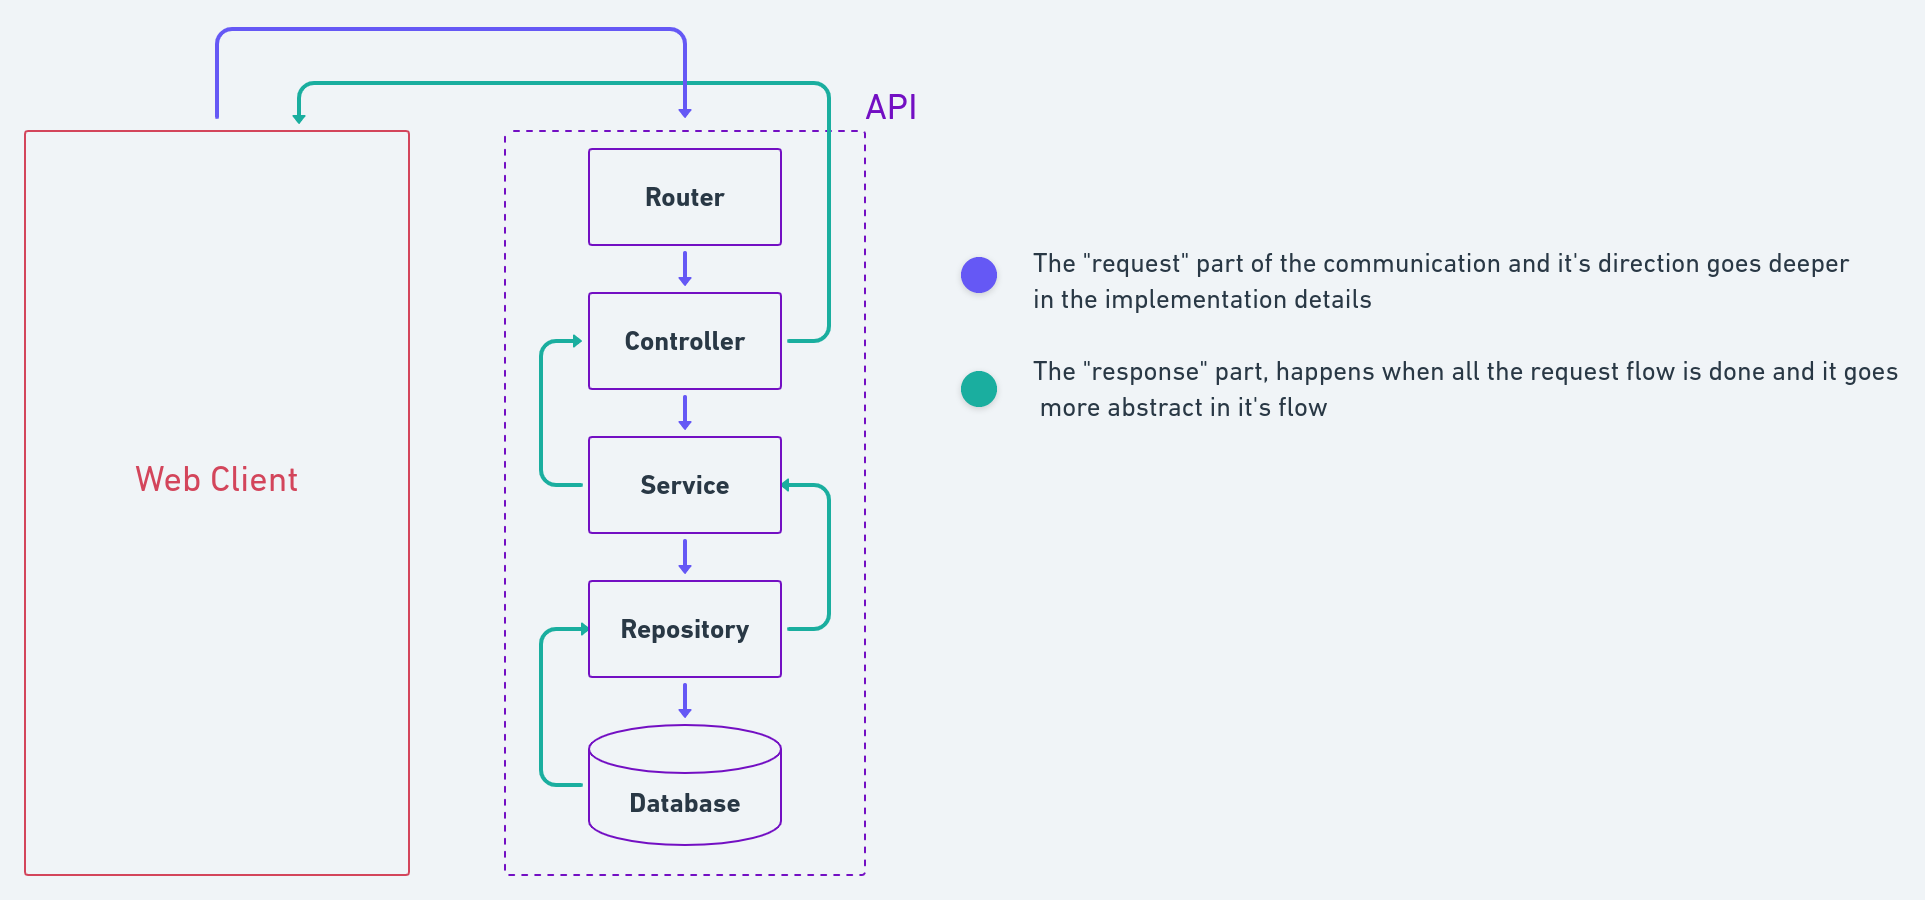 API
Router
Controller
Service
Repository
Database
Web Client
The "request" part of the communication and it's direction goes deeper
in the implementation details
The "response" part, happens when all the request flow is done and it goes
more abstract in it's flow